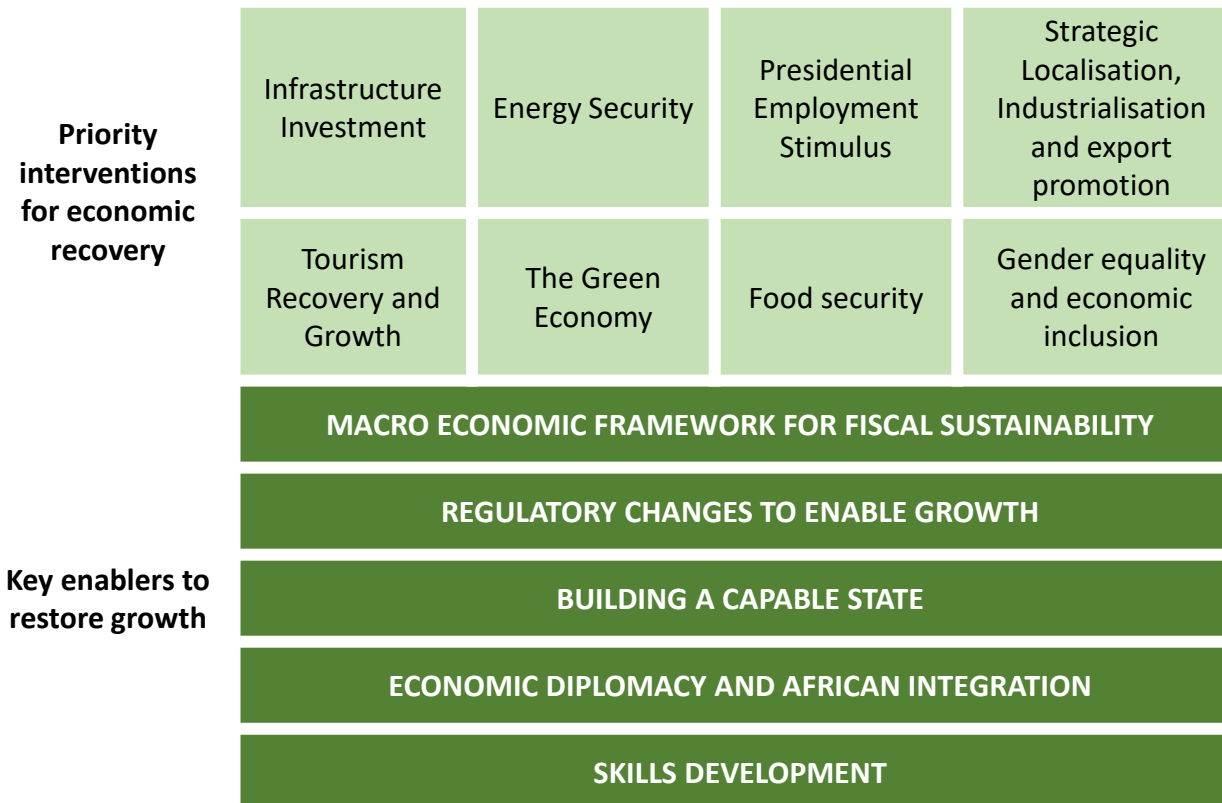 Priority
interventions
for economic
recovery
Infrastructure
Investment
Energy Security
Presidential
Employment
Stimulus
Strategic
Localisation,
Industrialisation
and export
promotion
Tourism
Recovery and
Growth
The Green
Economy
Food security
Gender equality
and economic
inclusion
Key enablers to
restore growth
MACRO ECONOMIC FRAMEWORK FOR FISCAL SUSTAINABILITY
REGULATORY CHANGES TO ENABLE GROWTH
BUILDING A CAPABLE STATE
ECONOMIC DIPLOMACY AND AFRICAN INTEGRATION
SKILLS DEVELOPMENT